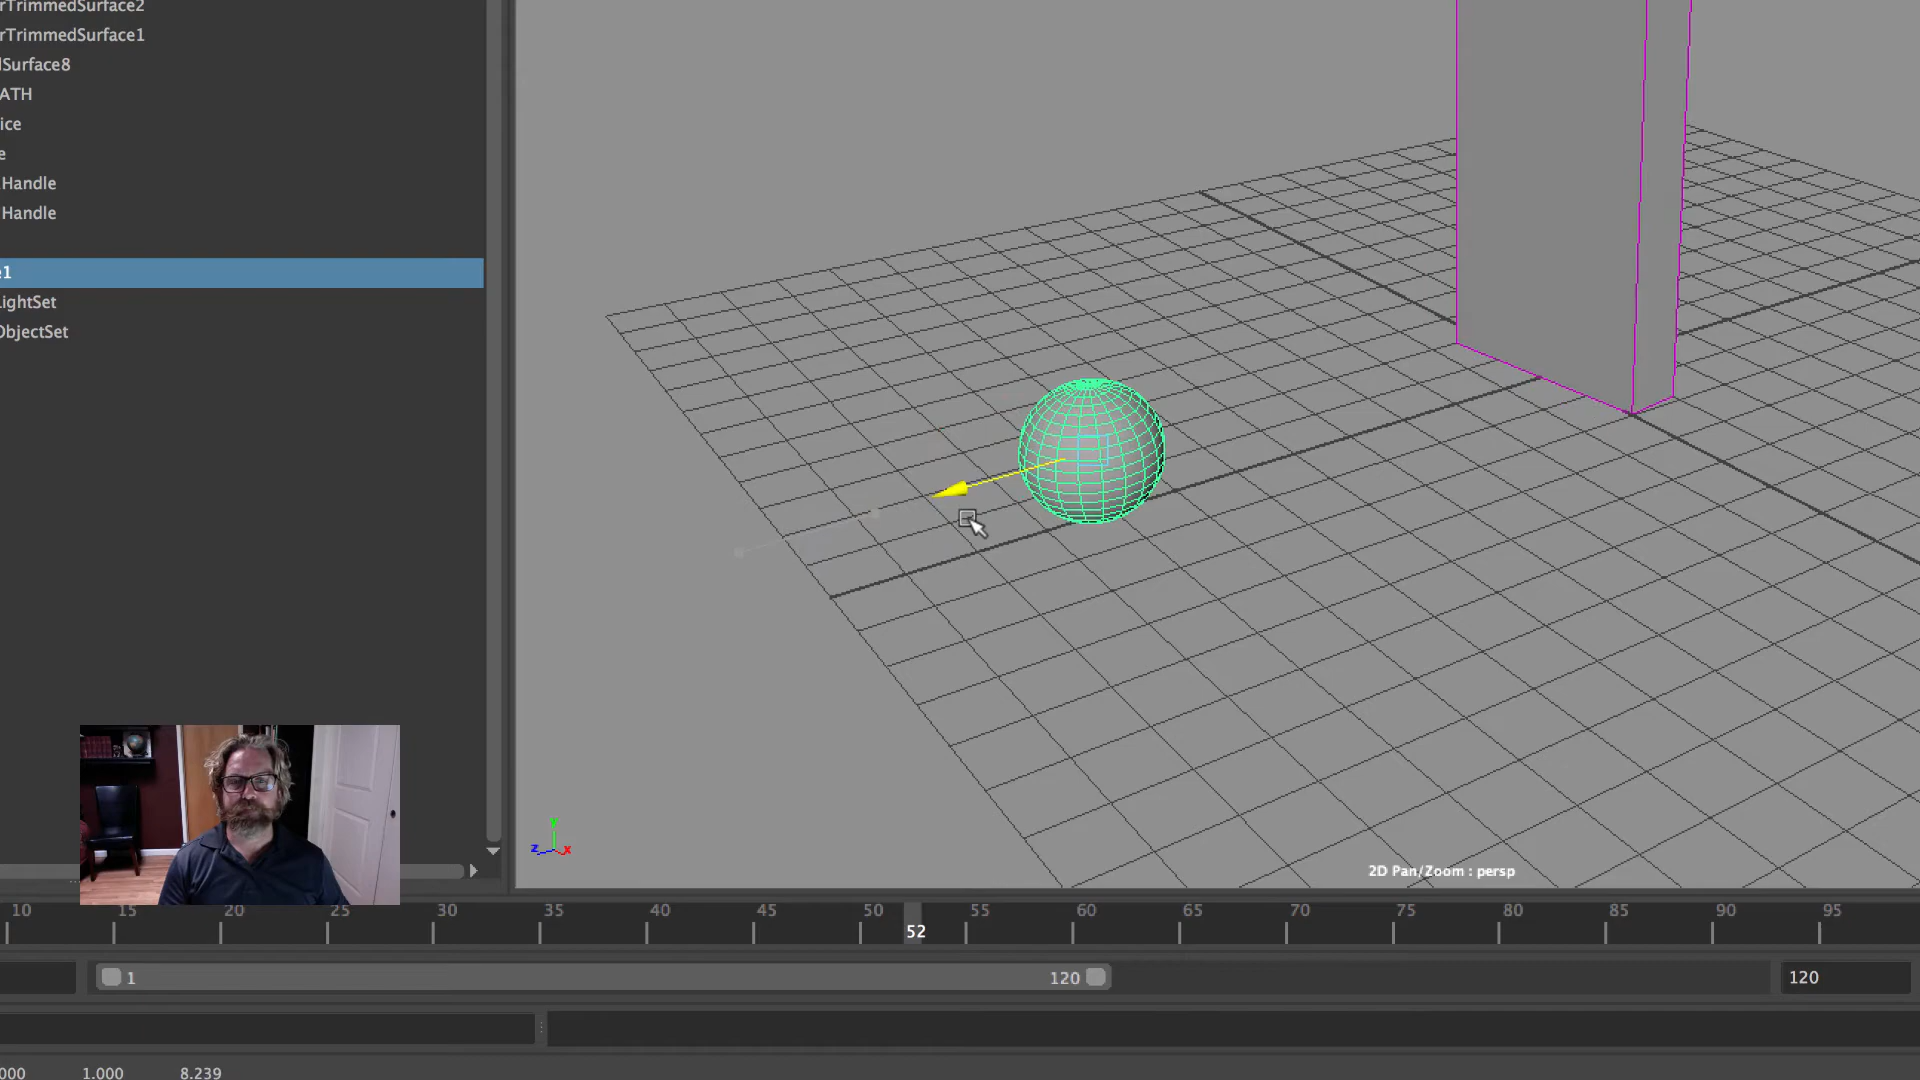 rTrimmedSurface2
rTrimmedSurface1
lSurface8
ATH
ice
e
Handle
Handle
e1
LightSet
ObjectSet
Y
Z X
2D Pan/Zoom : persp
10 15 20 25 30 35 40 45 50 55 60 65 70 75 80 85 90 95
52
1 120 120
000 1.000 8.239